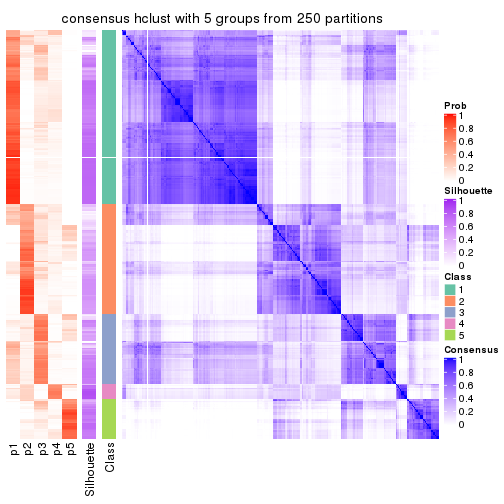 consensus hclust with 5 groups from 250 partitions
Prob
1
0.8
0.6
0.4
0.2
0
Silhouette
1
0.8
0.6
0.4
0.2
0
Class
1
2
3
4
5
Consensus
1
0.8
0.6
0.4
0.2
0
p1
p2
p3
p4
p5
Silhouette
Class